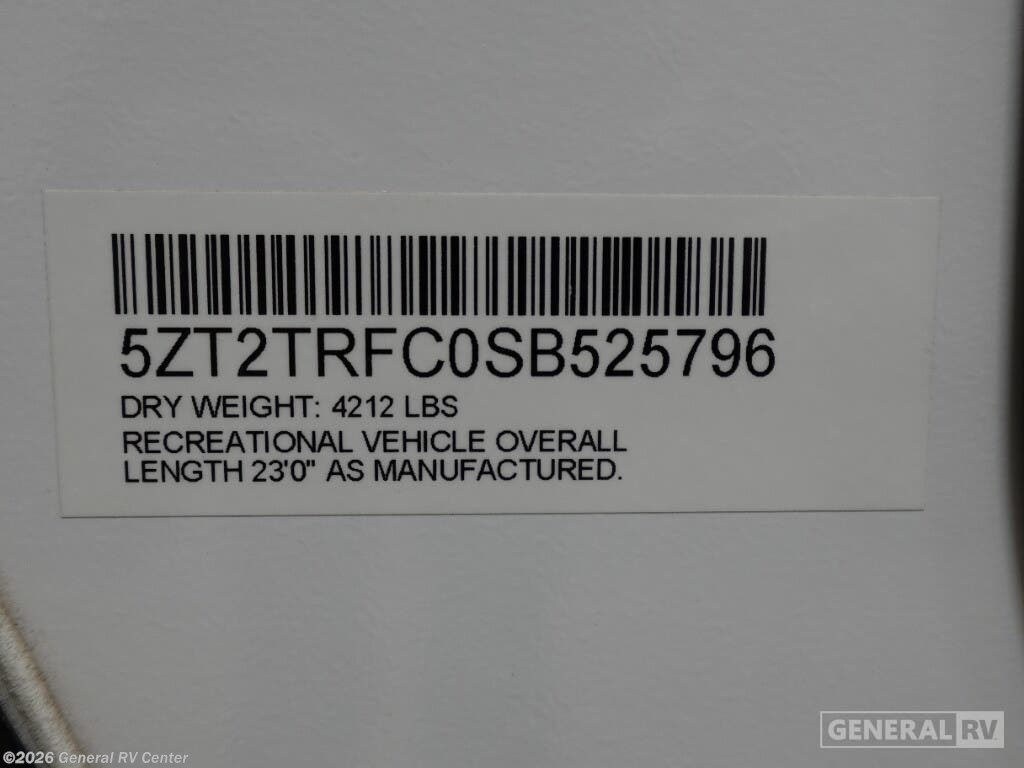 5ZT2TRFC0SB525796
DRY WEIGHT: 4212 LBS
RECREATIONAL VEHICLE OVERALL
LENGTH 23'0" AS MANUFACTURED.
GENERAL RV
©2026 General RV Center